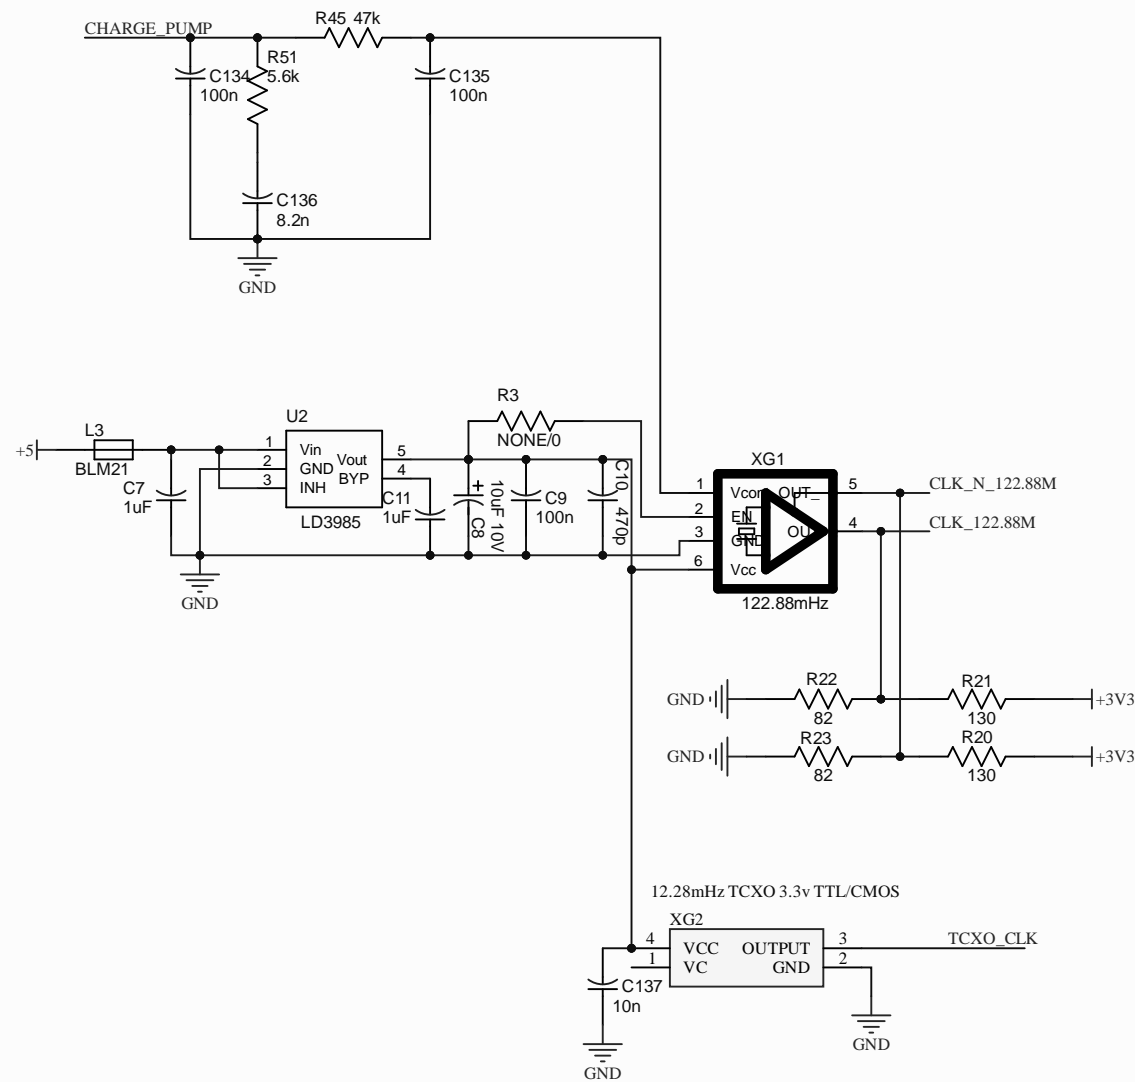 R45 47k
CHARGE_PUMP
R51
5.6k
C134
100n
C135
100n
C136
8.2n
GND
R3
NONE/0
U2
L3
+5
BLM21
1
2
3
Vin
GND
INH
Vout
BYP
5
4
LD3985
C7
1uF
C11
1uF
10uF 10V
C8
C9
100n
C10
470p
GND
XG1
1
2
3
6
Vcon
EN
GND
Vcc
OUT_
OU
5
4
CLK_N_122.88M
CLK_122.88M
122.88mHz
GND
R22
82
R21
130
+3V3
GND
R23
82
R20
130
+3V3
12.28mHz TCXO 3.3v TTL/CMOS
XG2
4
1
VCC
VC
OUTPUT
GND
3
2
TCXO_CLK
C137
10n
GND
GND